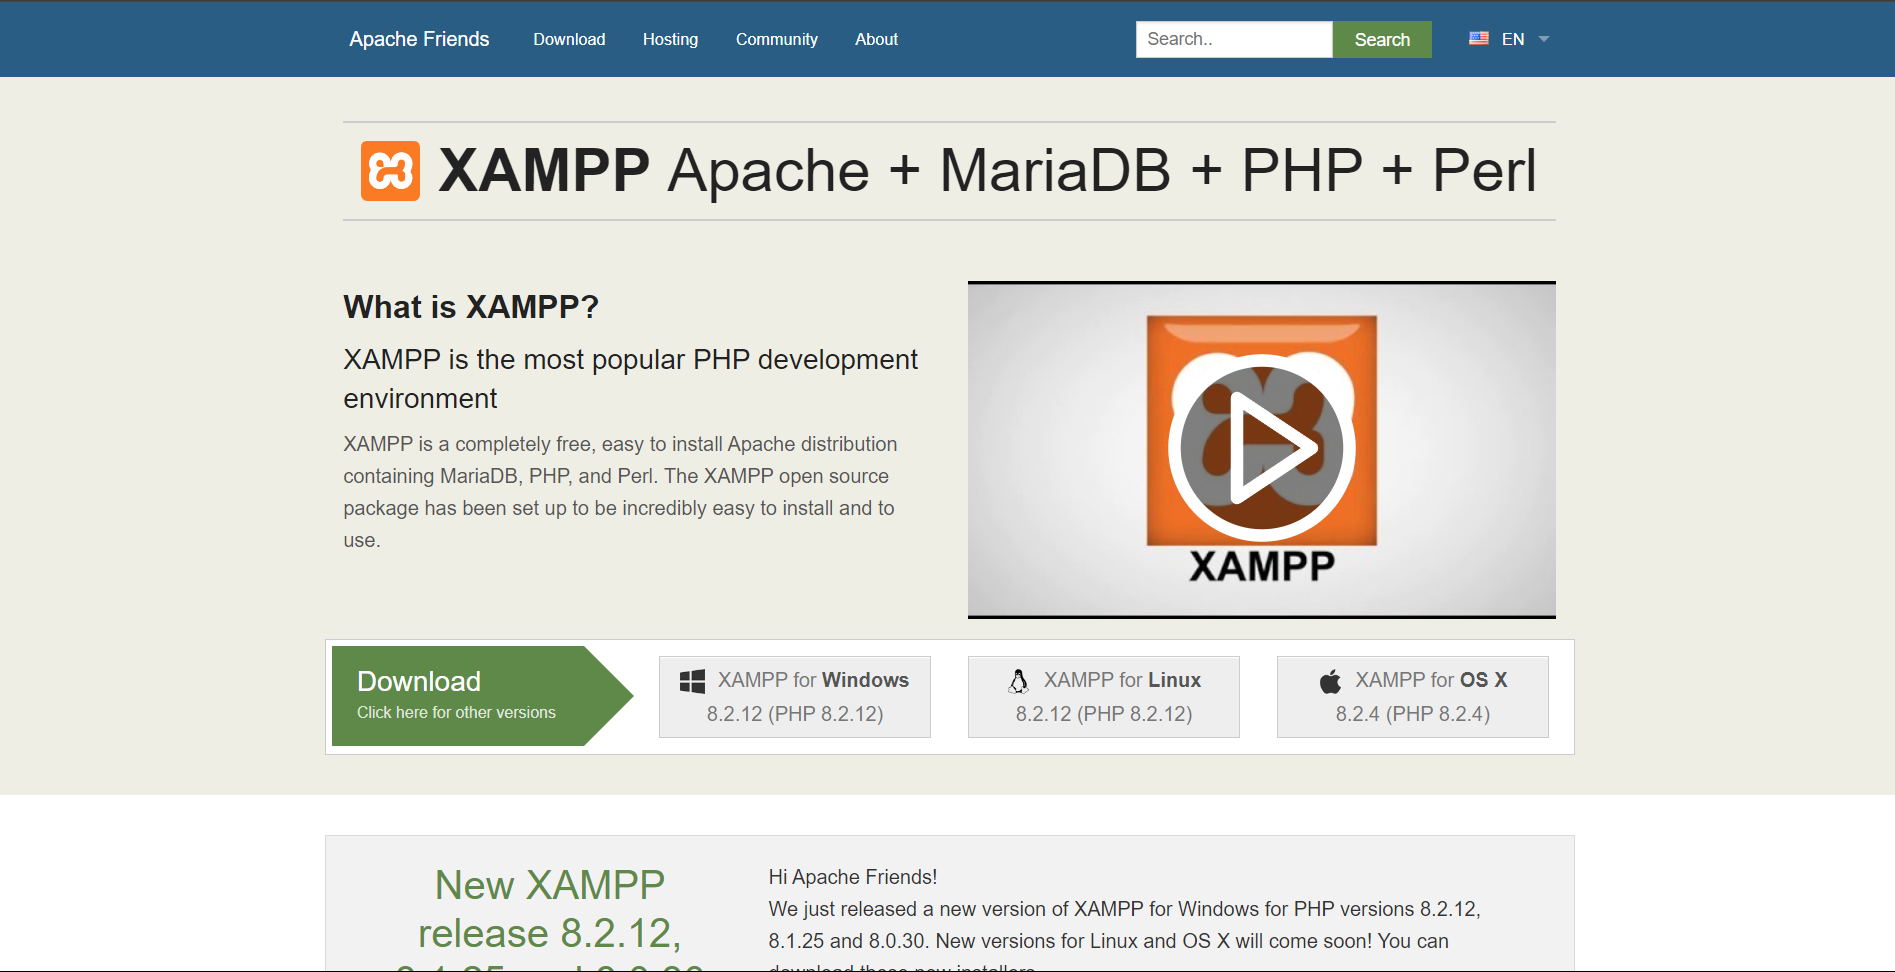 Apache Friends Download Hosting Community About Search.. Search EN
XAMPP Apache + MariaDB + PHP + Perl
What is XAMPP?
XAMPP is the most popular PHP development
environment
XAMPP is a completely free, easy to install Apache distribution
containing MariaDB, PHP, and Perl. The XAMPP open source
package has been set up to be incredibly easy to install and to
use.
XAMPP
Download
Click here for other versions
XAMPP for Windows
8.2.12 (PHP 8.2.12)
XAMPP for Linux
8.2.12 (PHP 8.2.12)
XAMPP for OS X
8.2.4 (PHP 8.2.4)
New XAMPP
release 8.2.12,
Hi Apache Friends!
We just released a new version of XAMPP for Windows for PHP versions 8.2.12,
8.1.25 and 8.0.30. New versions for Linux and OS X will come soon! You can